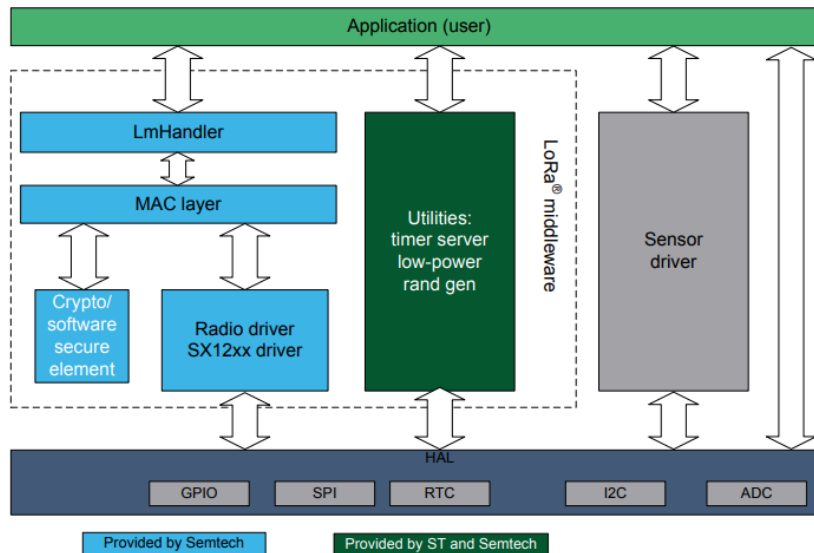 Application (user)
LmHandler
MAC layer
Crypto/
software
secure
element
Radio driver
SX12xx driver
Utilities:
timer server
low-power
rand gen
LoRa® middleware
Sensor
driver
HAL
GPIO
SPI
RTC
I2C
ADC
Provided by Semtech
Provided by ST and Semtech